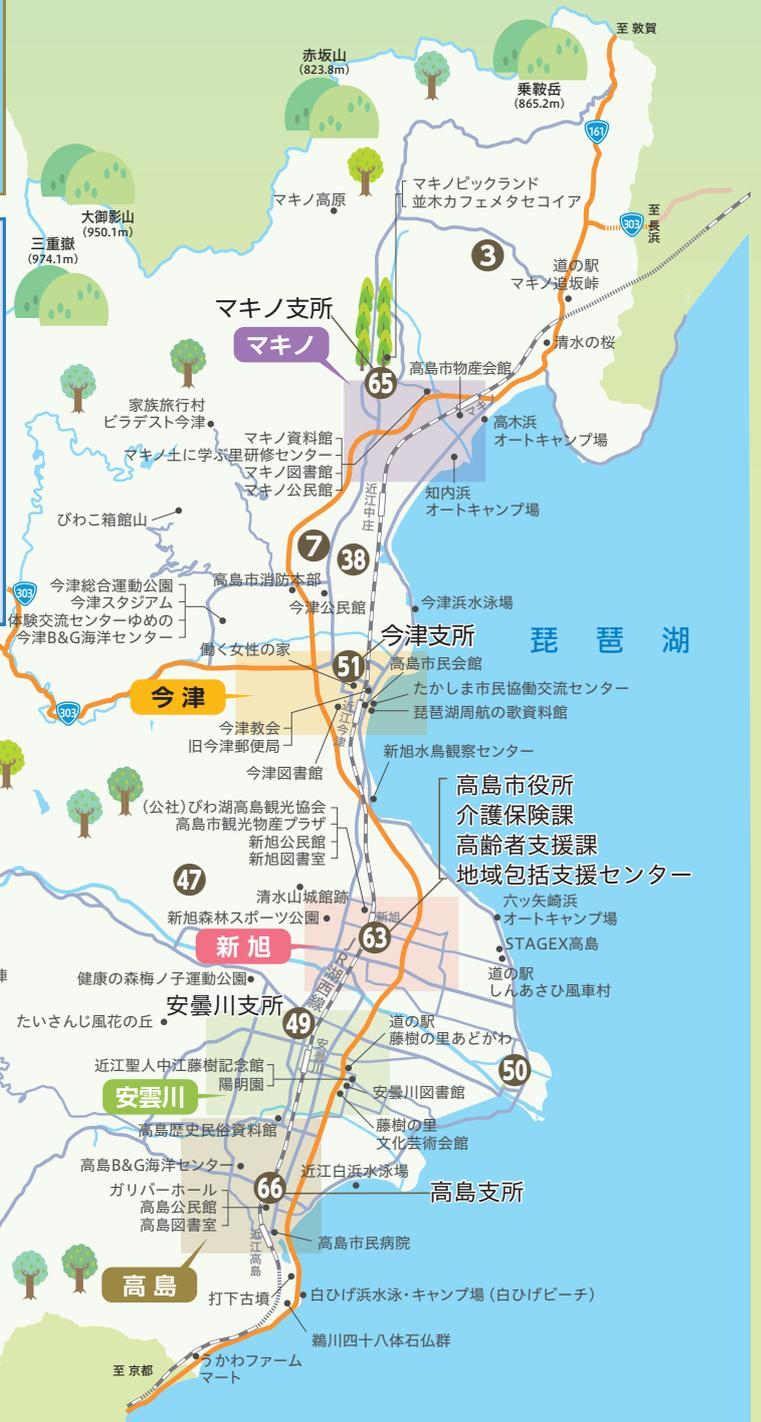 至 敦賀
赤坂山
(823.8m)
乗鞍岳
(865.2m)
161
マキノピックランド
並木カフェメタセコイア
マキノ高原
大御影山
(950.1m)
303
至
長
浜
三重嶽
(974.1m)
3
道の駅
マキノ追坂峠
マキノ支所
マキノ
清水の桜
65
高島市物産会館
マキノ
家族旅行村
ビラデスト今津
高木浜
オートキャンプ場
マキノ資料館
マキノ土に学ぶ里研修センター
マキノ図書館
マキノ公民館
知内浜
オートキャンプ場
近江中庄
びわこ箱館山
7
38
303
高島市消防本部
今津総合運動公園
今津スタジアム
体験交流センターゆめの
今津B&G海洋センター
今津公民館
今津浜水泳場
今津支所
琵琶湖
働く女性の家
51
高島市民会館
たかしま市民協働交流センター
琵琶湖周航の歌資料館
今津
303
近江今津
今津教会
旧今津郵便局
今津図書館
新旭水鳥観察センター
高島市役所
介護保険課
高齢者支援課
地域包括支援センター
(公社)びわ湖高島観光協会
高島市観光物産プラザ
新旭公民館
新旭図書室
47
清水山城館跡
新旭森林スポーツ公園
新旭
六ッ矢崎浜
オートキャンプ場
新旭
63
STAGEX高島
道の駅
しんあさひ風車村
JR湖西線
健康の森梅ノ子運動公園
安曇川支所
たいさんじ風花の丘
49
道の駅
藤樹の里あどがわ
安曇川
近江聖人中江藤樹記念館
陽明園
50
安曇川
安曇川図書館
藤樹の里
文化芸術会館
高島歴史民俗資料館
高島B&G海洋センター
近江白浜水泳場
66
高島支所
ガリバーホール
高島公民館
高島図書室
近江高島
高島市民病院
高島
打下古墳
白ひげ浜水泳・キャンプ場（白ひげビーチ）
鵜川四十八体石仏群
至 京都
うかわファーム
マート